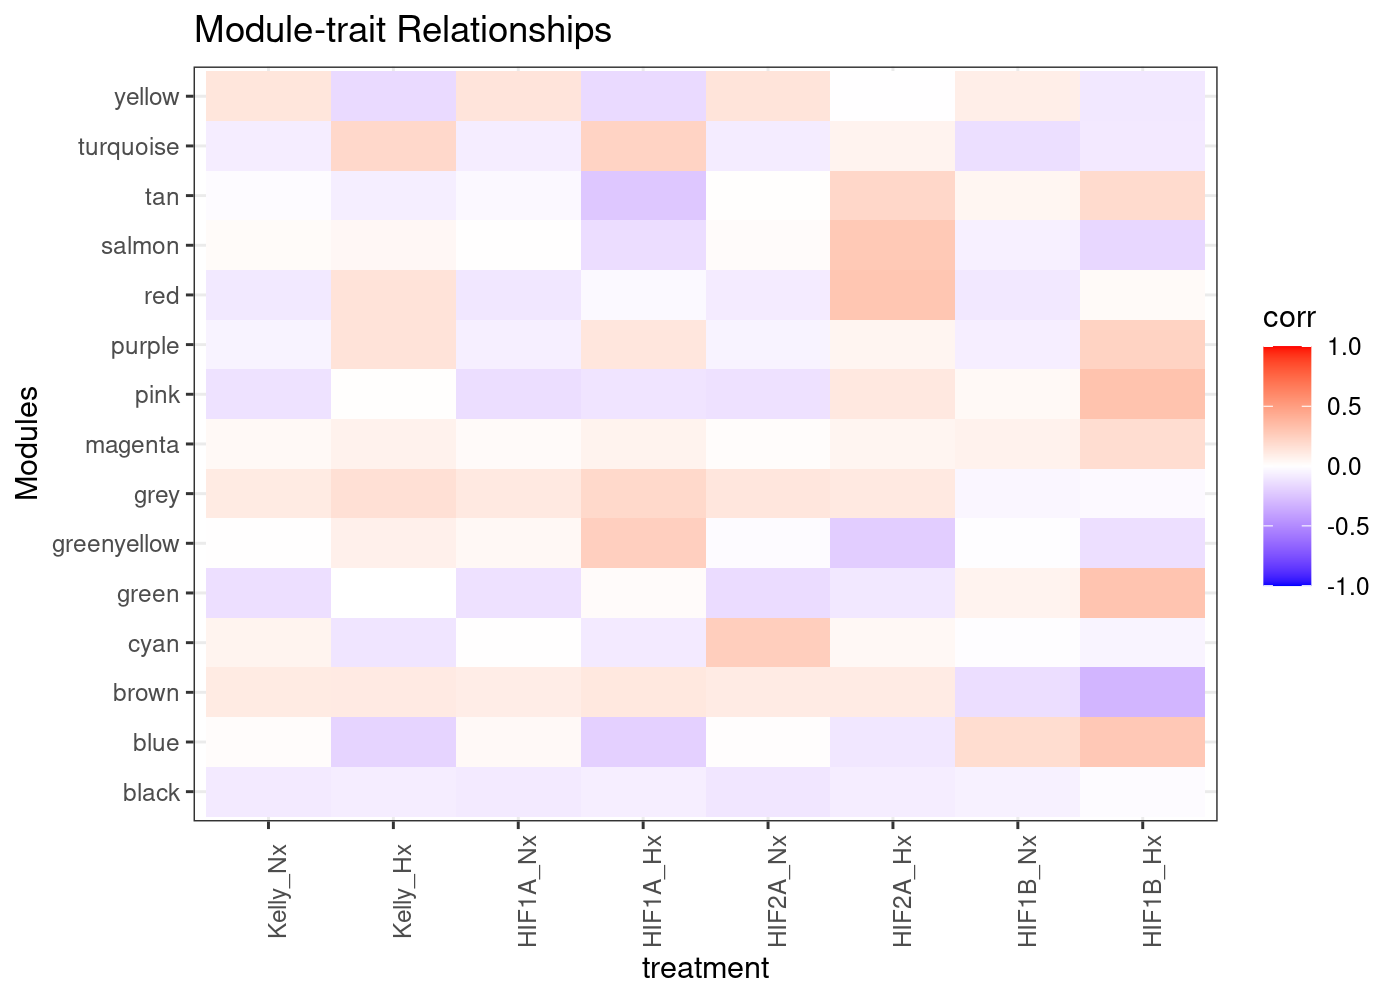 Module-trait Relationships
Modules
yellow
turquoise
tan
salmon
red
purple
pink
magenta
grey
greenyellow
green
cyan
brown
blue
black
Kelly_Nx
Kelly_Hx
HIF1A_Nx
HIF1A_Hx
HIF2A_Nx
HIF2A_Hx
HIF1B_Nx
HIF1B_Hx
treatment
corr
1.0
0.5
0.0
-0.5
-1.0